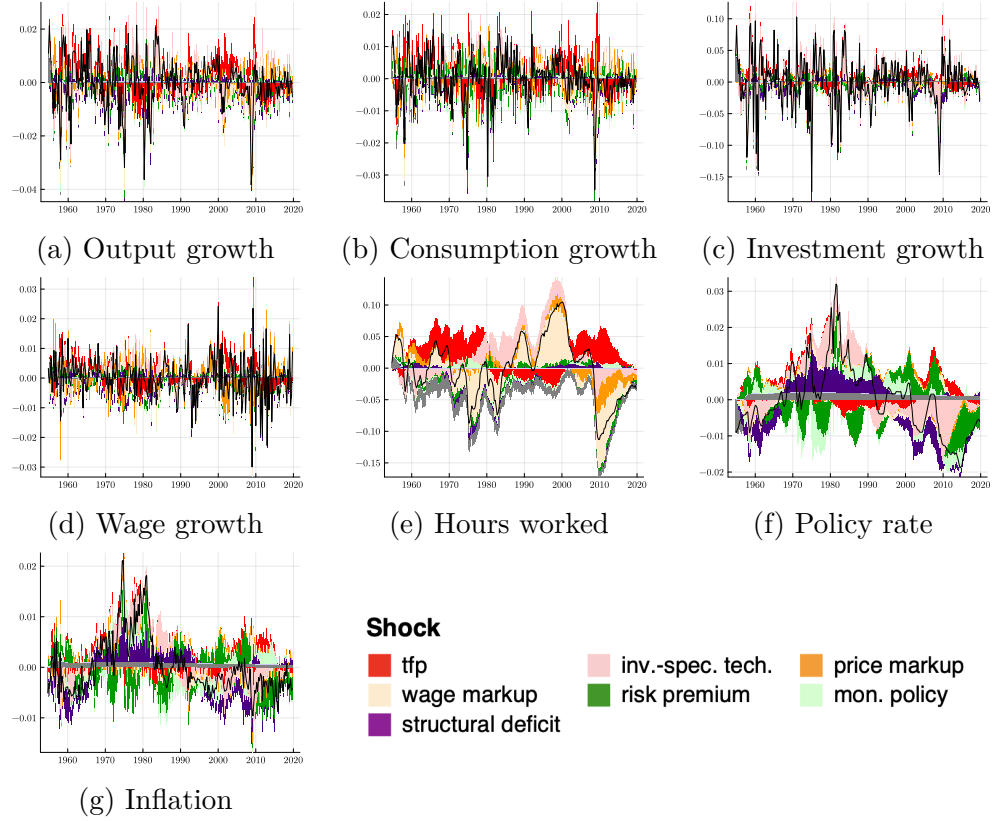 0.02
0.00
−0.02
−0.04
1960 1970 1980 1990 2000 2010 2020
(a) Output growth
0.02
0.01
0.00
−0.01
−0.02
−0.03
1960 1970 1980 1990 2000 2010 2020
(b) Consumption growth
0.10
0.05
0.00
−0.05
−0.10
−0.15
1960 1970 1980 1990 2000 2010 2020
(c) Investment growth
0.03
0.02
0.01
0.00
−0.01
−0.02
−0.03
1960 1970 1980 1990 2000 2010 2020
(d) Wage growth
0.10
0.05
0.00
−0.05
−0.10
−0.15
1960 1970 1980 1990 2000 2010 2020
(e) Hours worked
0.03
0.02
0.01
0.00
−0.01
−0.02
1960 1970 1980 1990 2000 2010 2020
(f) Policy rate
0.02
0.01
0.00
−0.01
1960 1970 1980 1990 2000 2010 2020
(g) Inflation
Shock
tfp inv.-spec. tech. price markup
wage markup risk premium mon. policy
structural deficit